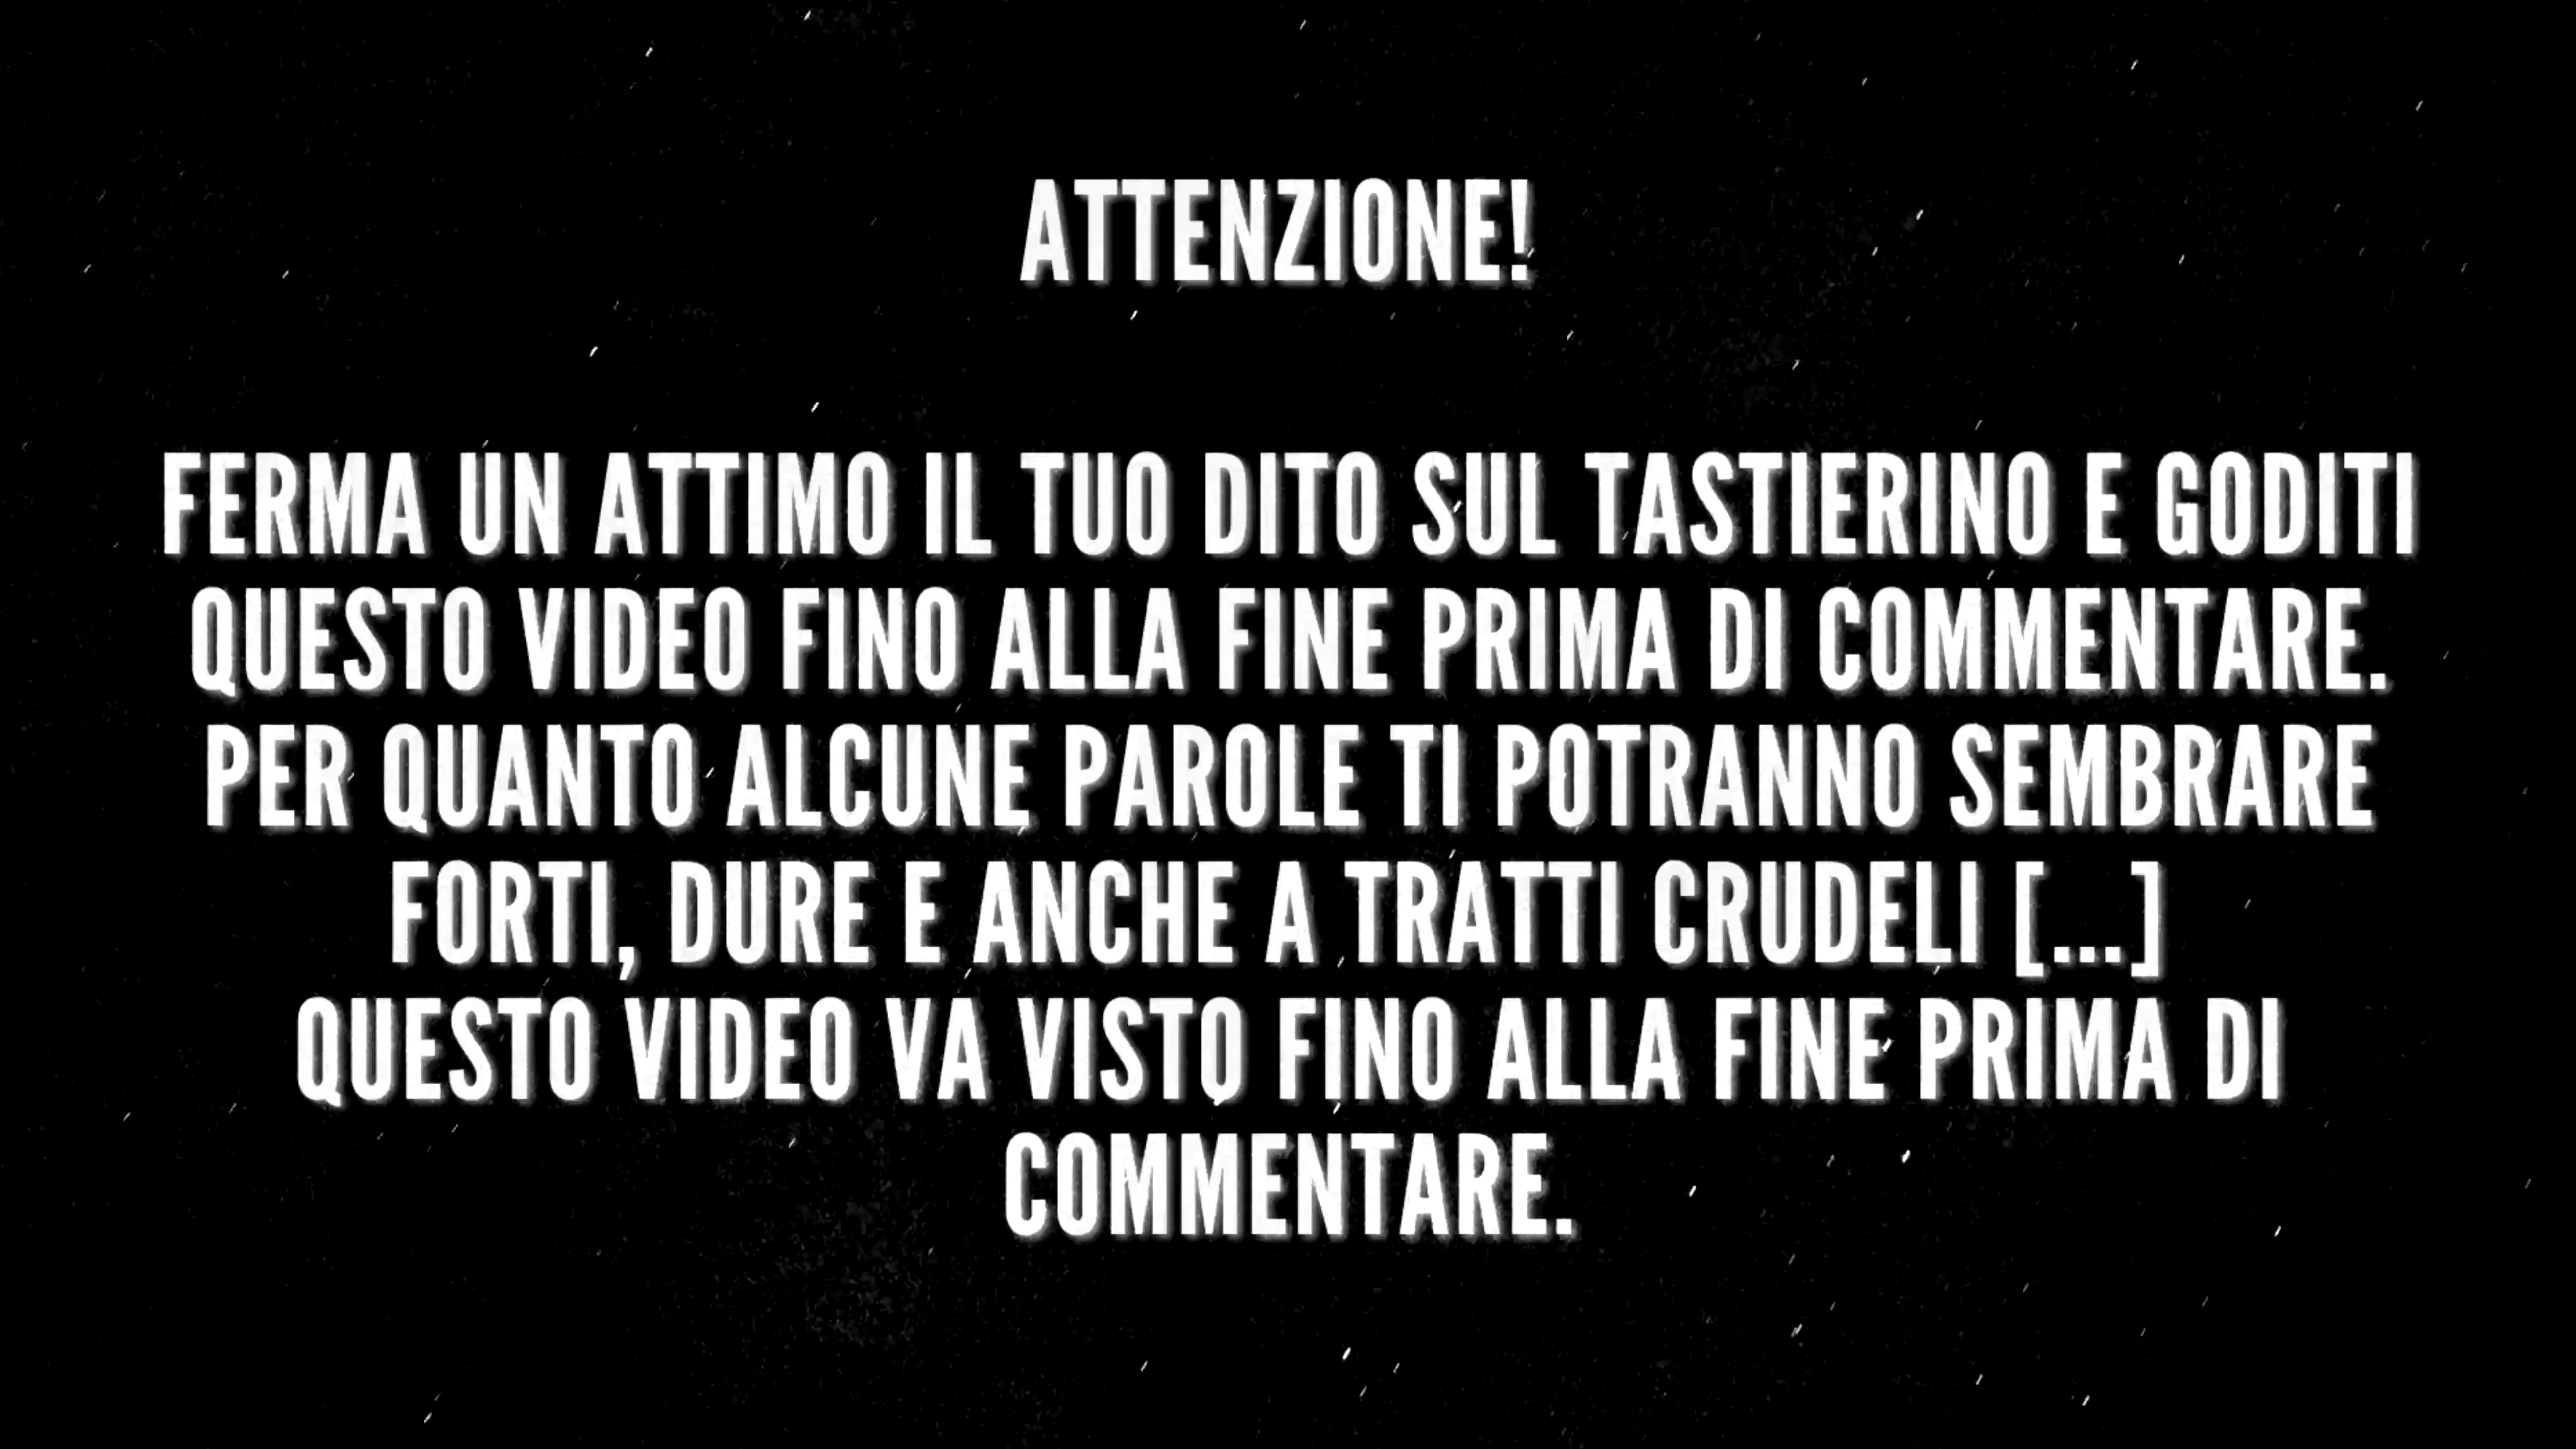 ATTENZIONE!
FERMA UN ATTIMO IL TUO DITO SUL TASTIERINO E GODITI
QUESTO VIDEO FINO ALLA FINE PRIMA DI COMMENTARE.
PER QUANTO ALCUNE PAROLE TI POTRANNO SEMBRARE
FORTI, DURE E ANCHE A TRATTI CRUDELI [...]
QUESTO VIDEO VA VISTO FINO ALLA FINE PRIMA DI
COMMENTARE.